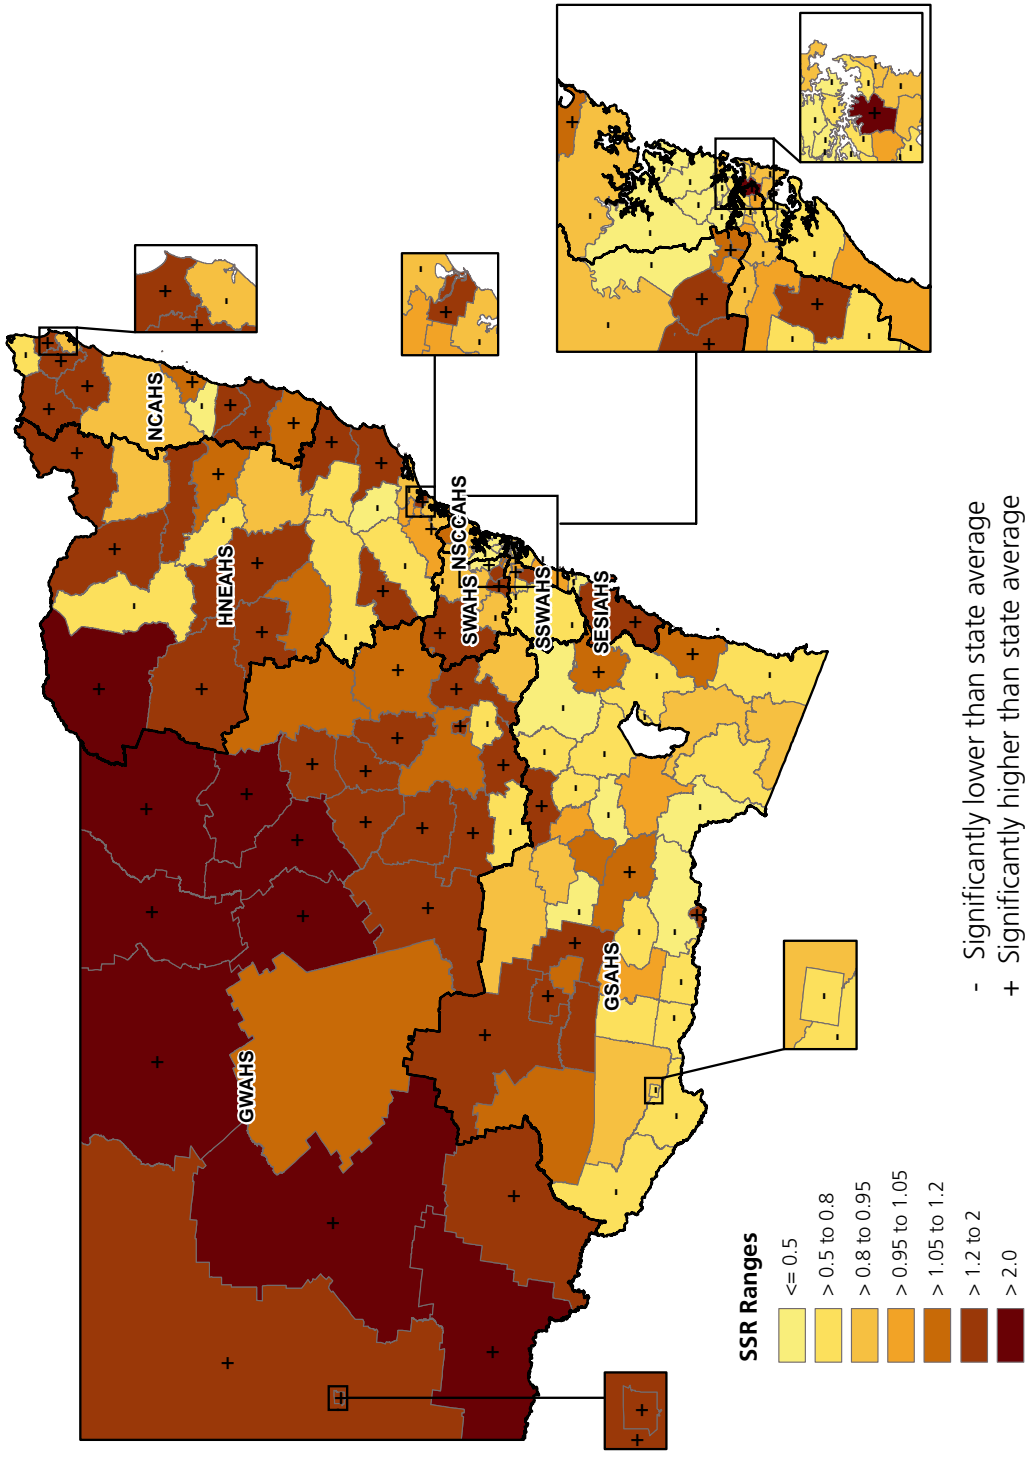 NCAHS
HNEAHS
NSCCAHS
SWAHS
SSWAHS
SESIAHS
GWAHS
GSAHS
SSR Ranges
<= 0.5
> 0.5 to 0.8
> 0.8 to 0.95
> 0.95 to 1.05
> 1.05 to 1.2
> 1.2 to 2
> 2.0
- Significantly lower than state average
+ Significantly higher than state average